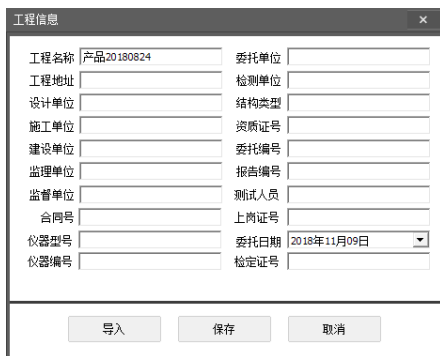 工程信息
工程名称 产品20180824 委托单位
工程地址 检测单位
设计单位 结构类型
施工单位 资质证号
建设单位 委托编号
监理单位 报告编号
监督单位 测试人员
合同号 上岗证号
仪器型号 委托日期 2018年11月09日
仪器编号 检定证号
导入 保存 取消